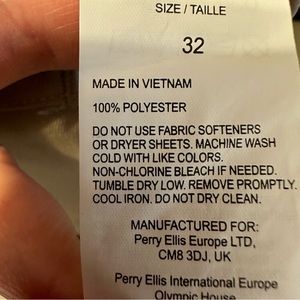 SIZE / TAILLE
32
MADE IN VIETNAM
100% POLYESTER
DO NOT USE FABRIC SOFTENERS
OR DRYER SHEETS. MACHINE WASH
COLD WITH LIKE COLORS.
NON-CHLORINE BLEACH IF NEEDED.
TUMBLE DRY LOW. REMOVE PROMPTLY.
COOL IRON. DO NOT DRY CLEAN.
MANUFACTURED FOR:
Perry Ellis Europe LTD,
CM8 3DJ, UK
Perry Ellis International Europe
Olympic House